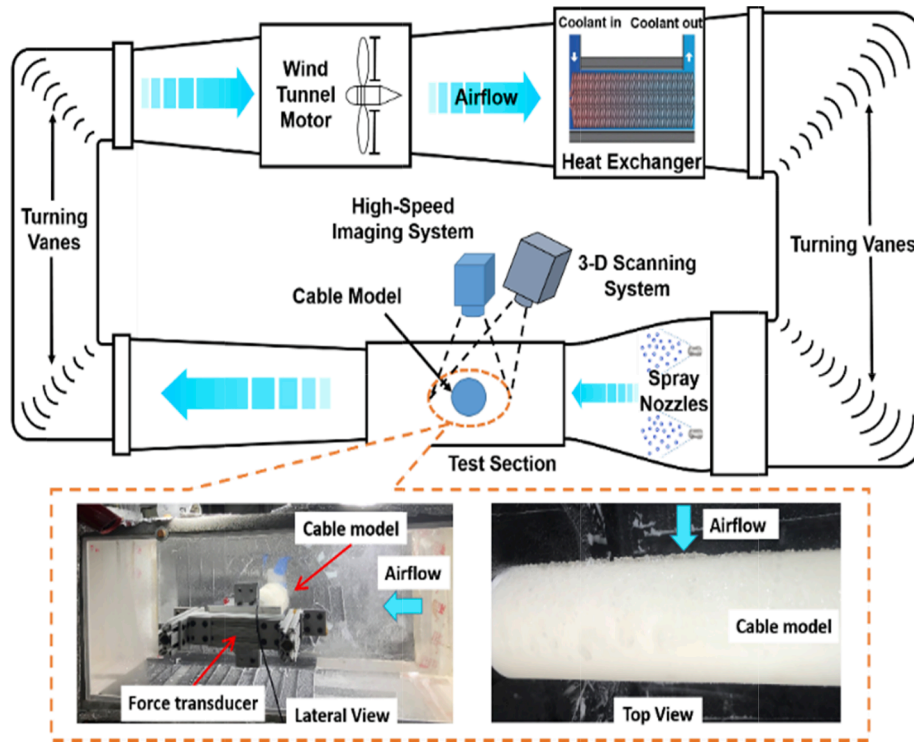 Coolant in
Coolant out
Wind
Tunnel
Motor
Airflow
Heat Exchanger
Turning
Vanes
High-Speed
Imaging System
3-D Scanning
System
Turning Vanes
Cable Model
Spray
Nozzles
Test Section
Cable model
Airflow
Force transducer
Lateral View
Airflow
Cable model
Top View